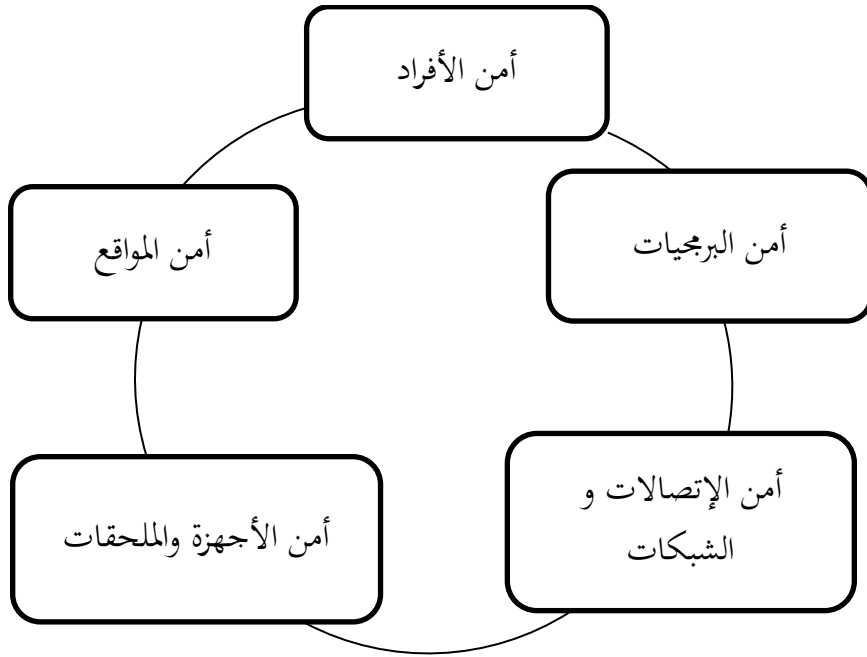 أمن الأفراد
أمن البرمجيات
أمن المواقع
أمن الإتصالات و
الشبكات
أمن الأجهزة والملحقات